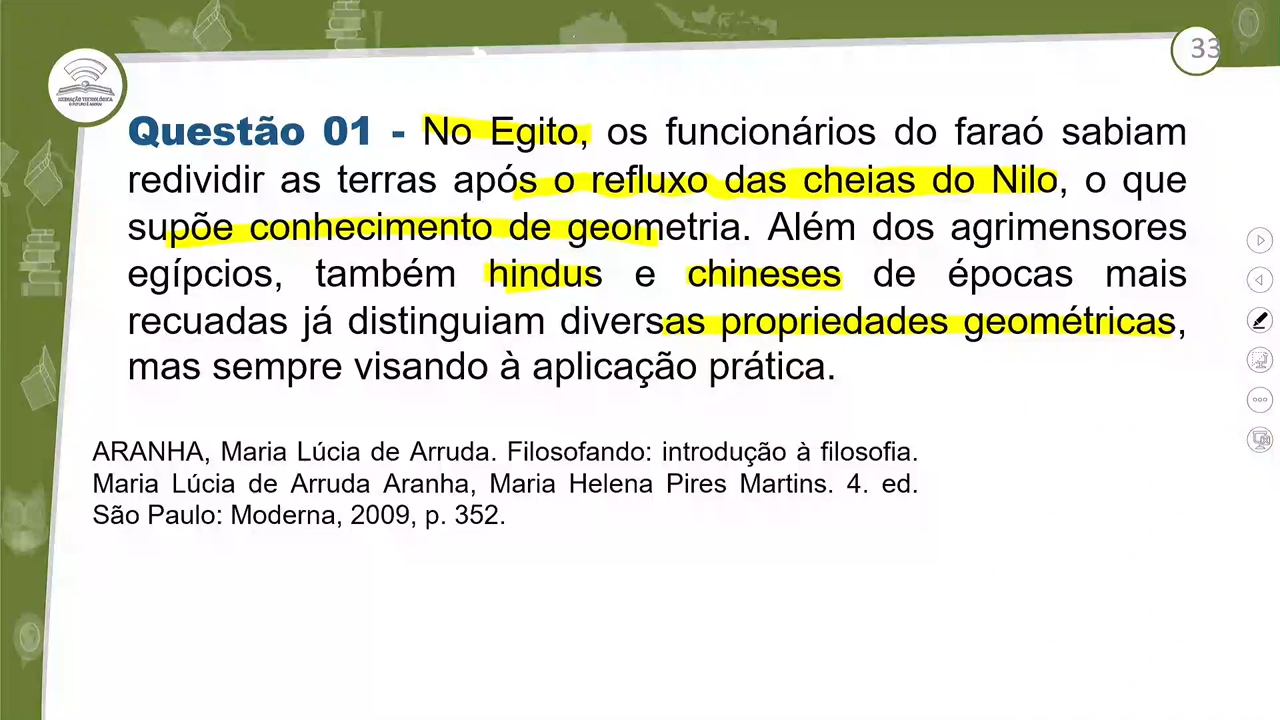 33
MEDIAÇÃO TECNOLÓGICA
Questão 01 - No Egito, os funcionários do faraó sabiam
redividir as terras após o refluxo das cheias do Nilo, o que
supõe conhecimento de geometria. Além dos agrimensores
egípcios, também hindus e chineses de épocas mais
recuadas já distinguiam diversas propriedades geométricas,
mas sempre visando à aplicação prática.
ARANHA, Maria Lúcia de Arruda. Filosofando: introdução à filosofia.
Maria Lúcia de Arruda Aranha, Maria Helena Pires Martins. 4. ed.
São Paulo: Moderna, 2009, p. 352.